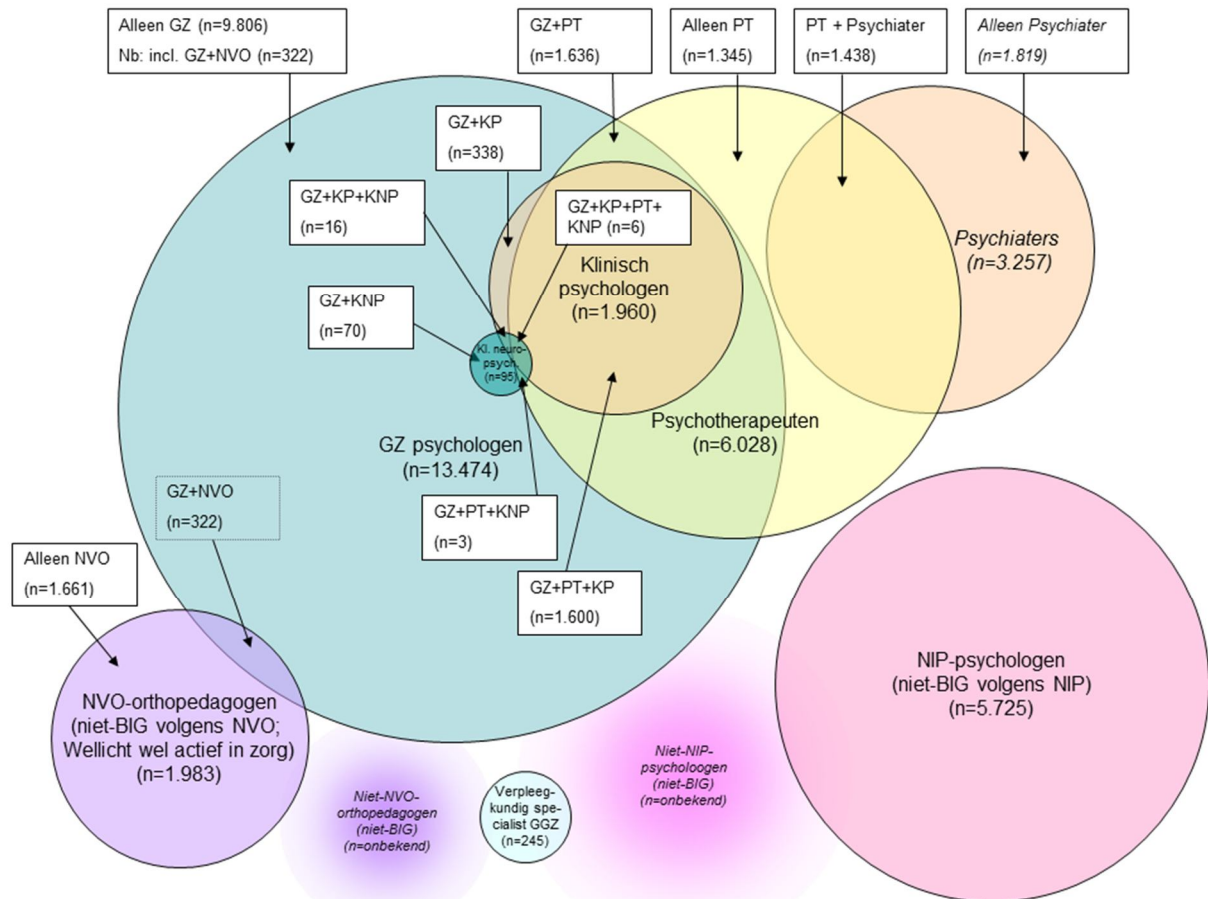 Alleen GZ (n=9.806)
Nb: incl. GZ+NVO (n=322)
GZ+PT
(n=1.636)
Alleen PT
(n=1.345)
PT + Psychiater
(n=1.438)
Alleen Psychiater
(n=1.819)
GZ+KP
(n=338)
GZ+KP+KNP
(n=16)
GZ+KP+PT+
KNP (n=6)
Psychiaters
(n=3.257)
Klinisch
psychologen
(n=1.960)
GZ+KNP
(n=70)
Kl. neuro-
psych.
(n=95)
Psychotherapeuten
(n=6.028)
GZ psychologen
(n=13.474)
GZ+NVO
(n=322)
GZ+PT+KNP
(n=3)
Alleen NVO
(n=1.661)
GZ+PT+KP
(n=1.600)
NIP-psychologen
(niet-BIG volgens NIP)
(n=5.725)
NVO-orthopedagogen
(niet-BIG volgens NVO;
Wellicht wel actief in zorg)
(n=1.983)
Niet-NIP-
psycholoogen
(niet-BIG)
(n=onbekend)
Niet-NVO-
orthopedagogen
(niet-BIG)
(n=onbekend)
Verpleeg-
kundig spe-
cialist GGZ
(n=245)